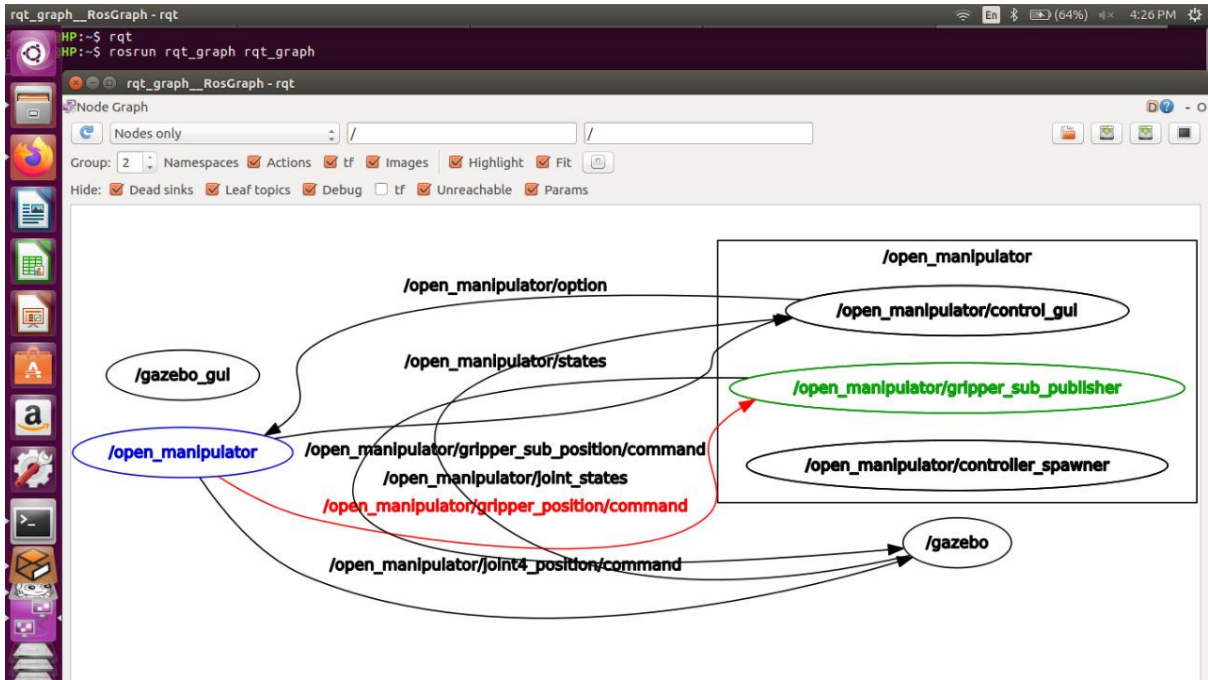 rqt_graph__RosGraph - rqt En (64%) 4:26 PM
HP:~$ rqt
HP:~$ rosrun rqt_graph rqt_graph
rqt_graph__RosGraph - rqt
Node Graph D ? - O
Nodes only / /
Group: 2 Namespaces Actions tf Images Highlight Fit
Hide: Dead sinks Leaf topics Debug tf Unreachable Params
/open_manipulator
/open_manipulator/option
/open_manipulator/control_gui
/open_manipulator/states
/gazebo_gui
/open_manipulator/gripper_sub_publisher
/open_manipulator
/open_manipulator/gripper_sub_position/command
/open_manipulator/controller_spawner
/open_manipulator/joint_states
/open_manipulator/gripper_position/command
/gazebo
/open_manipulator/joint4_position/command